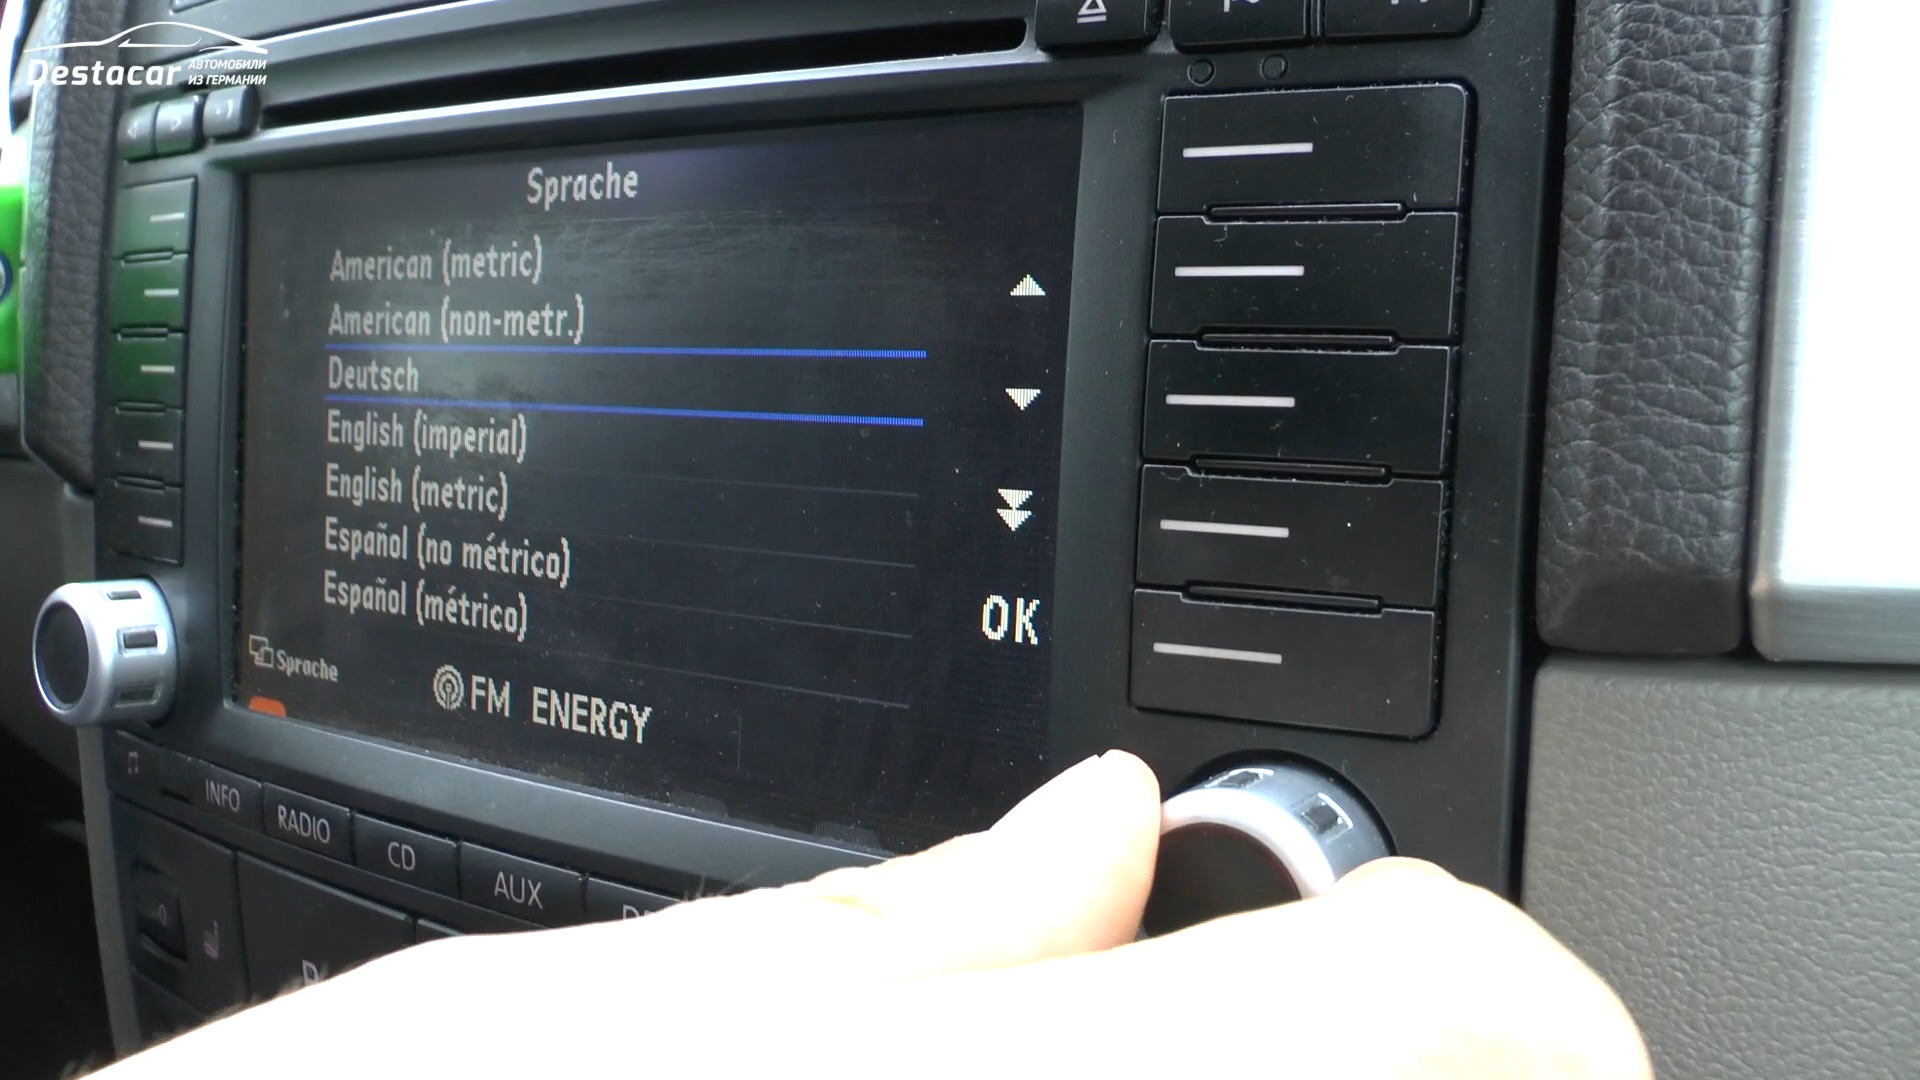 Destacar
АВТОМОБИЛИ
ИЗ ГЕРМАНИИ
Sprache
American (metric)
American (non-metr.)
Deutsch
English (imperial)
English (metric)
Español (no métrico)
Español (métrico)
OK
Sprache
FM ENERGY
INFO
RADIO
CD
AUX